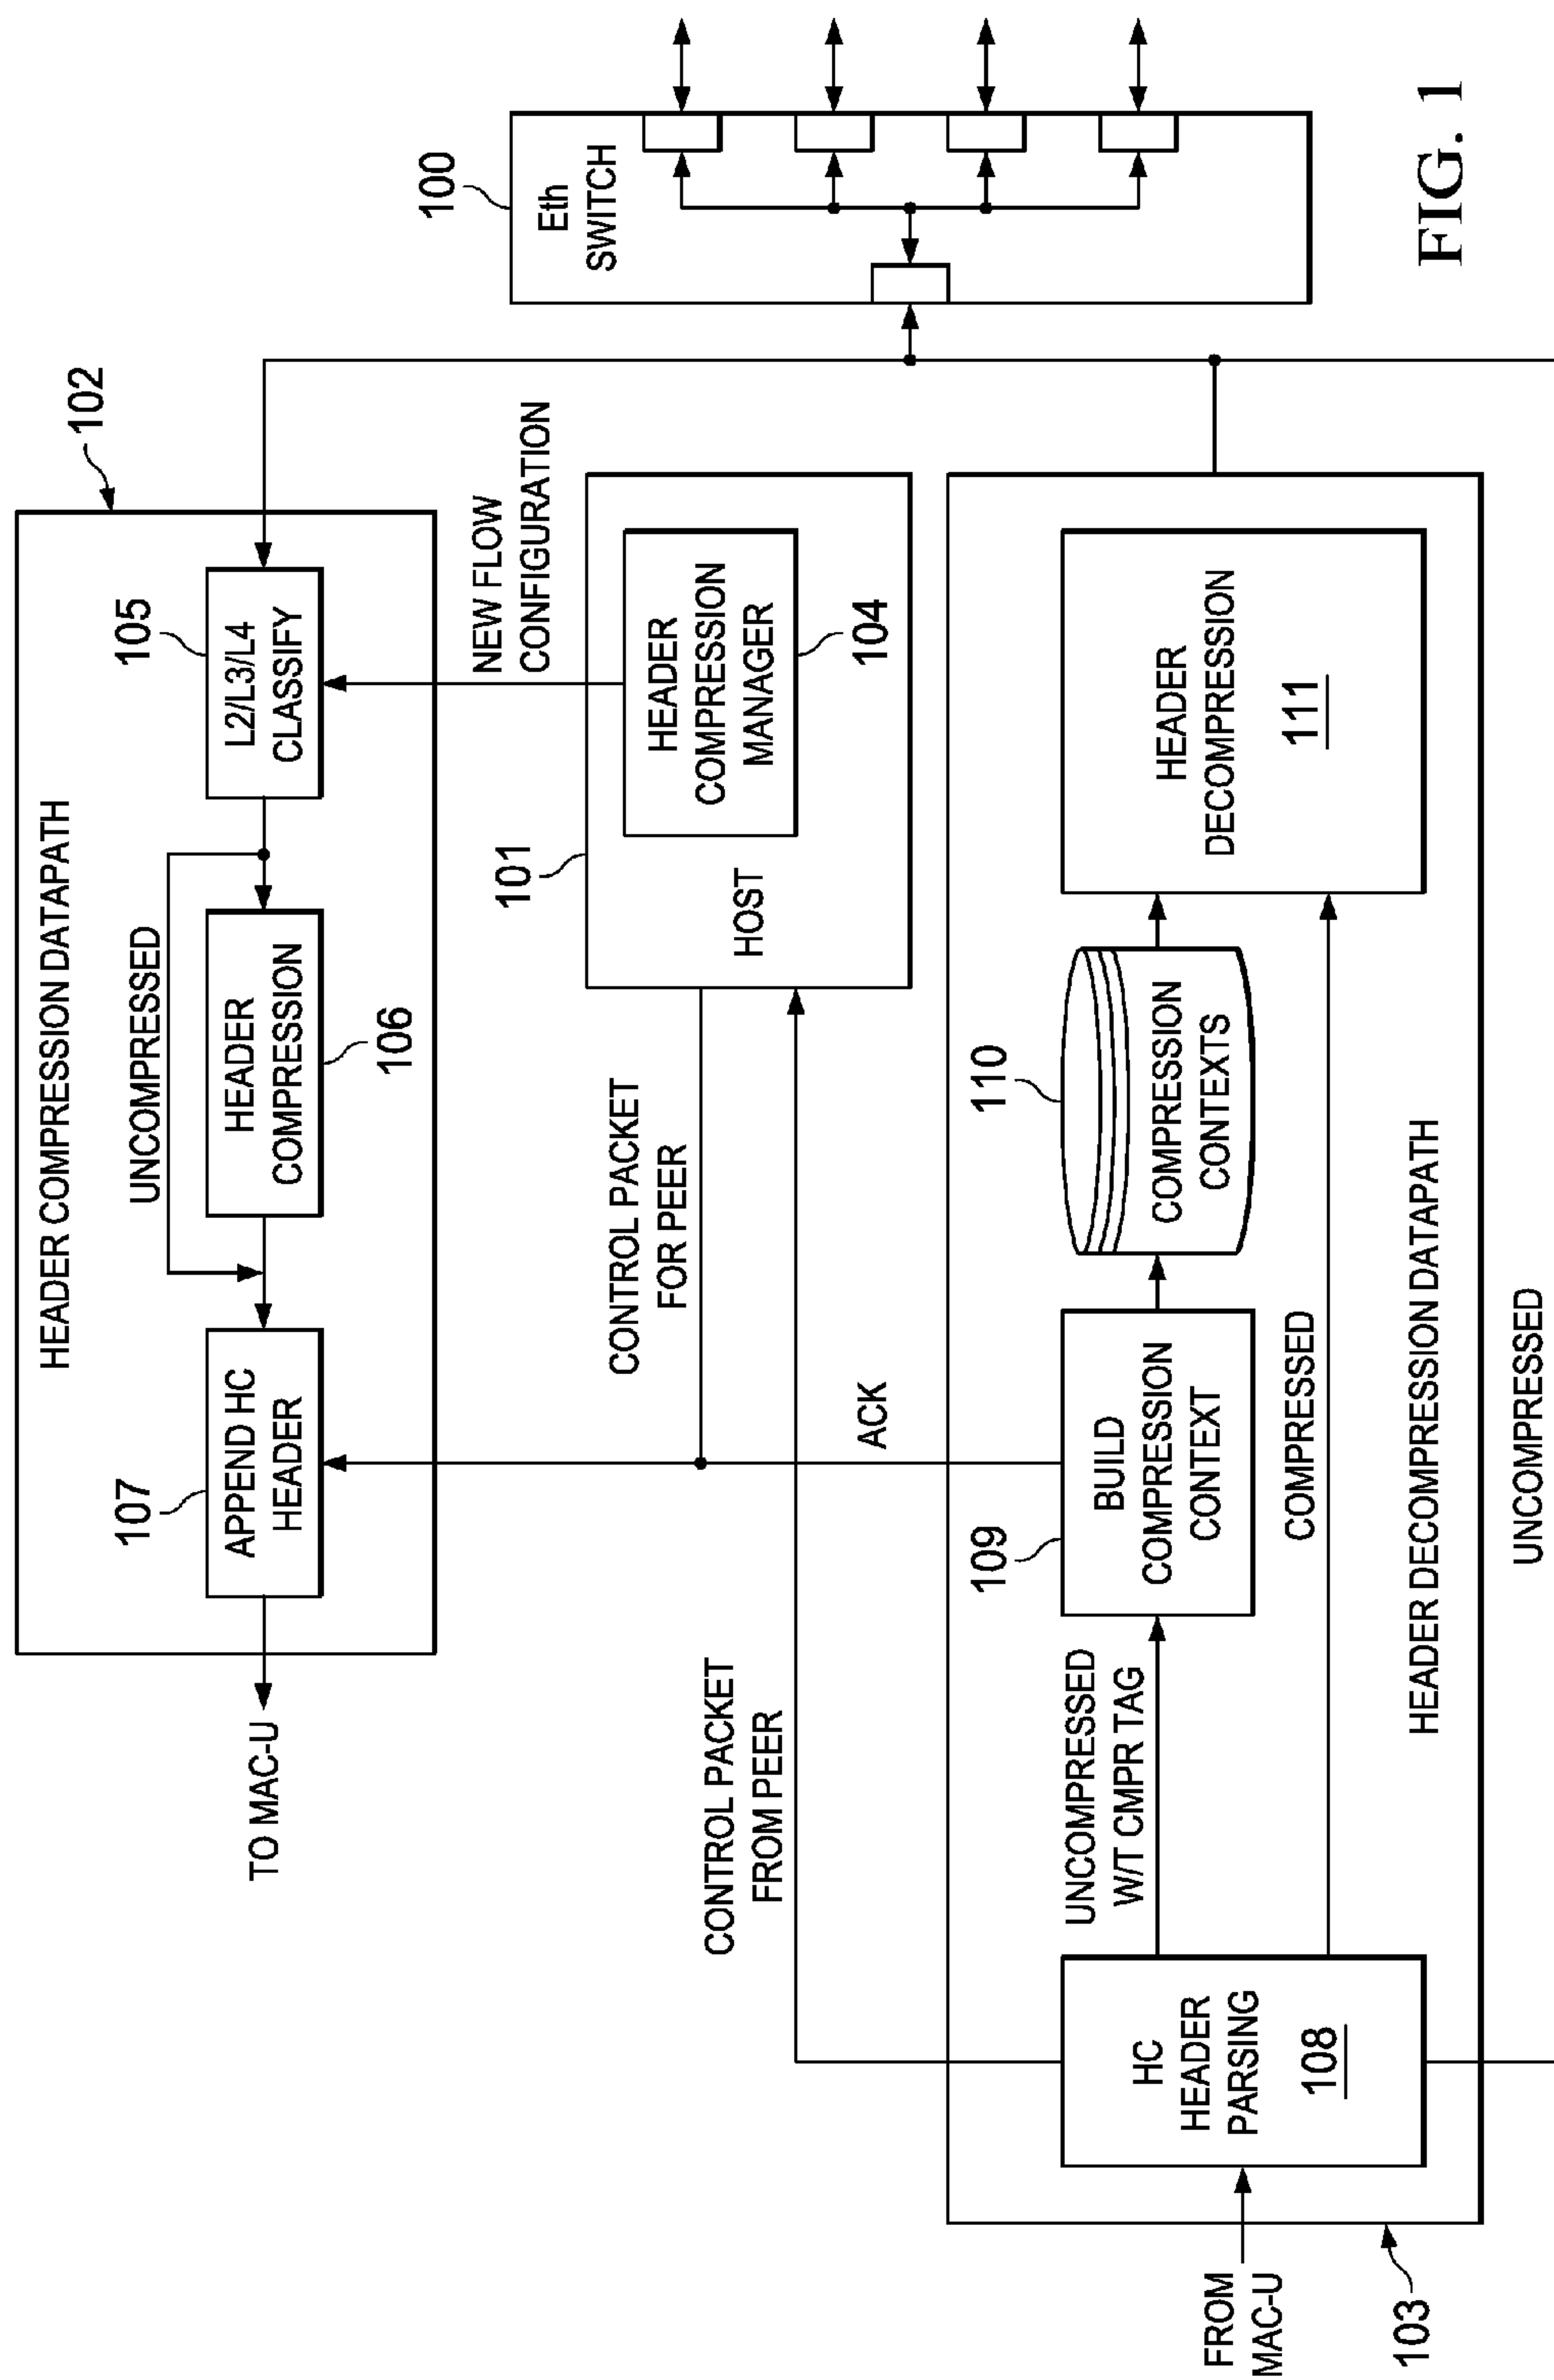 HEADER COMPRESSION DATAPATH
102
UNCOMPRESSED
107
APPEND HC
HEADER
HEADER
COMPRESSION
106
105
L2/L3/L4
CLASSIFY
TO MAC-U
100
Eth
SWITCH
NEW FLOW
CONFIGURATION
101
HOST
HEADER
COMPRESSION
MANAGER
104
CONTROL PACKET
FOR PEER
CONTROL PACKET
FROM PEER
ACK
FROM
MAC-U
103
HC
HEADER
PARSING
108
UNCOMPRESSED
W/T CMPR TAG
109
BUILD
COMPRESSION
CONTEXT
110
COMPRESSION
CONTEXTS
HEADER
DECOMPRESSION
111
COMPRESSED
HEADER DECOMPRESSION DATAPATH
UNCOMPRESSED
FIG. 1